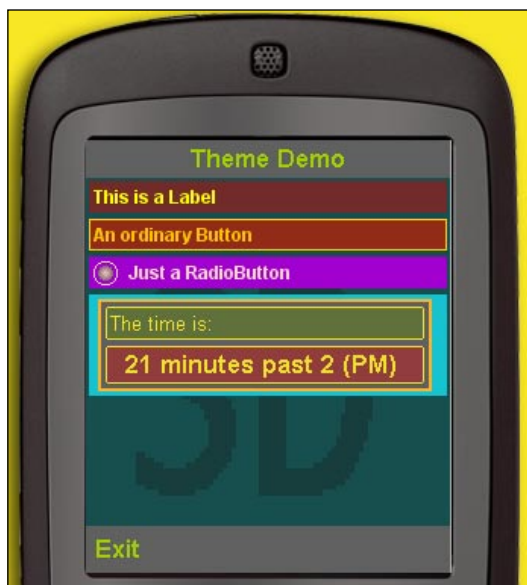 Theme Demo
This is a Label
An ordinary Button
Just a RadioButton
The time is:
21 minutes past 2 (PM)
SD
Exit